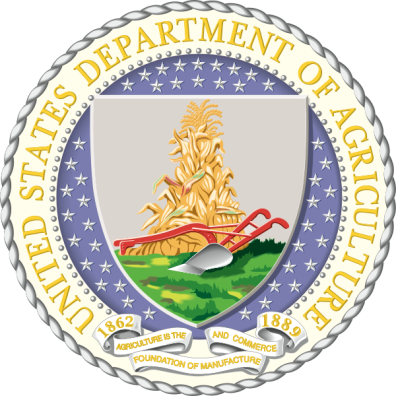 UNITED STATES DEPARTMENT OF AGRICULTURE
1862
1889
AGRICULTURE IS THE
FOUNDATION OF MANUFACTURE
AND COMMERCE